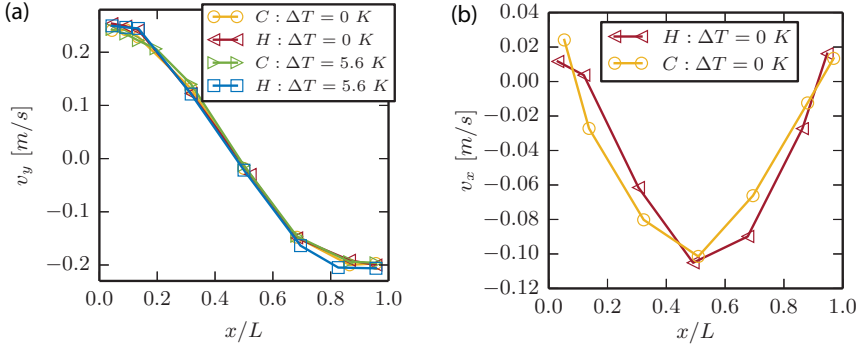 (a)
0.2
0.1
−0.0
−0.1
−0.2
v_y [m/s]
C : ΔT = 0 K
H : ΔT = 0 K
C : ΔT = 5.6 K
H : ΔT = 5.6 K
0.0 0.2 0.4 0.6 0.8 1.0
x/L
(b)
0.04
0.02
0.00
−0.02
−0.04
−0.06
−0.08
−0.10
−0.12
v_x [m/s]
H : ΔT = 0 K
C : ΔT = 0 K
0.0 0.2 0.4 0.6 0.8 1.0
x/L